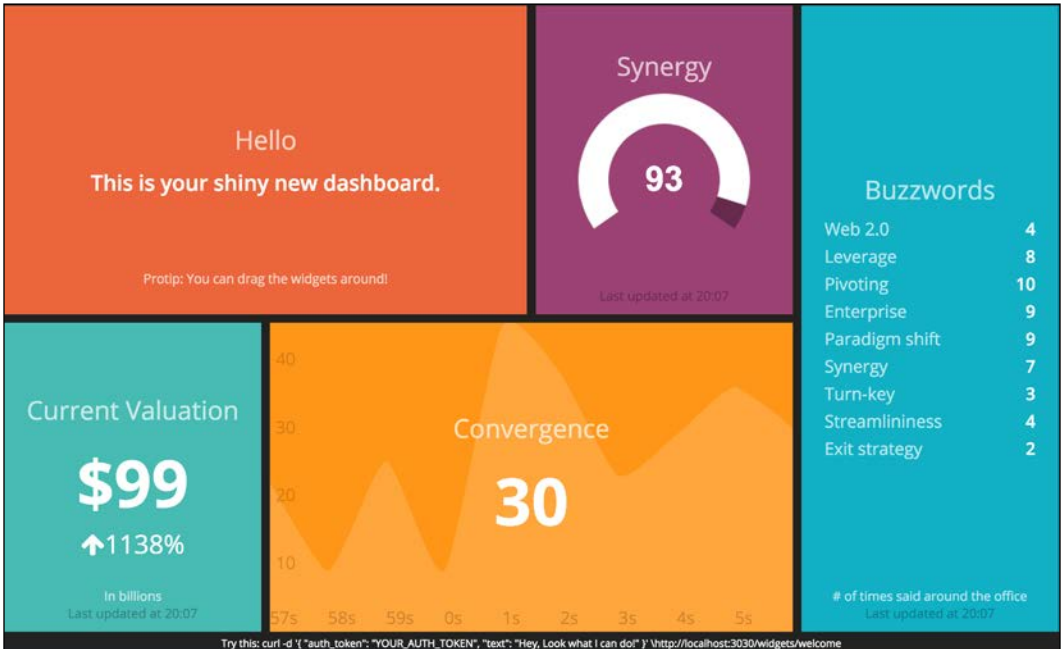 Hello
This is your shiny new dashboard.
Protip: You can drag the widgets around!
Synergy
93
Last updated at 20:07
Buzzwords
Web 2.0 4
Leverage 8
Pivoting 10
Enterprise 9
Paradigm shift 9
Synergy 7
Turn-key 3
Streamlininess 4
Exit strategy 2
# of times said around the office
Last updated at 20:07
Current Valuation
$99
1138%
In billions
Last updated at 20:07
Convergence
30
40
30
20
10
57s 58s 59s 0s 1s 2s 3s 4s 5s
Try this: curl -d '{ "auth_token": "YOUR_AUTH_TOKEN", "text": "Hey, Look what I can do!" }' \http://localhost:3030/widgets/welcome